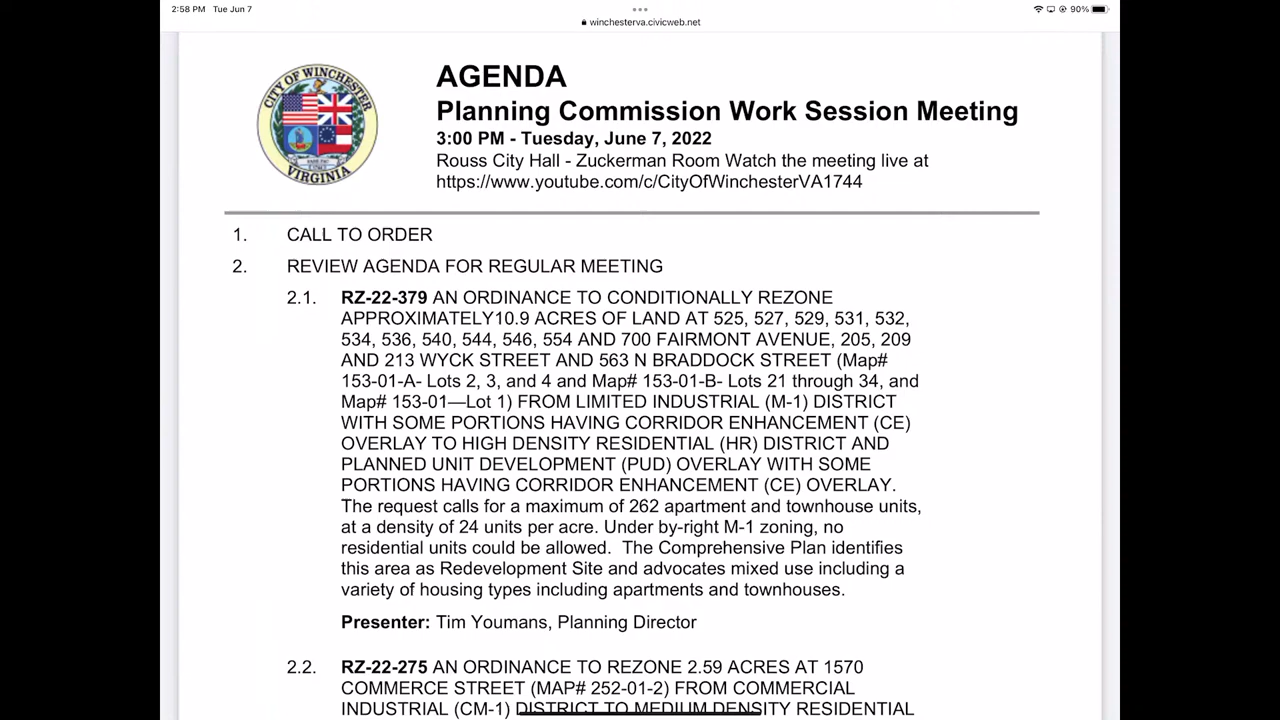 2:58 PM Tue Jun 7
90%
winchesterva.civicweb.net
CITY OF WINCHESTER
VIRGINIA
AGENDA
Planning Commission Work Session Meeting
3:00 PM - Tuesday, June 7, 2022
Rouss City Hall - Zuckerman Room Watch the meeting live at
https://www.youtube.com/c/CityOfWinchesterVA1744
1. CALL TO ORDER
2. REVIEW AGENDA FOR REGULAR MEETING
2.1. RZ-22-379 AN ORDINANCE TO CONDITIONALLY REZONE
APPROXIMATELY10.9 ACRES OF LAND AT 525, 527, 529, 531, 532,
534, 536, 540, 544, 546, 554 AND 700 FAIRMONT AVENUE, 205, 209
AND 213 WYCK STREET AND 563 N BRADDOCK STREET (Map#
153-01-A- Lots 2, 3, and 4 and Map# 153-01-B- Lots 21 through 34, and
Map# 153-01—Lot 1) FROM LIMITED INDUSTRIAL (M-1) DISTRICT
WITH SOME PORTIONS HAVING CORRIDOR ENHANCEMENT (CE)
OVERLAY TO HIGH DENSITY RESIDENTIAL (HR) DISTRICT AND
PLANNED UNIT DEVELOPMENT (PUD) OVERLAY WITH SOME
PORTIONS HAVING CORRIDOR ENHANCEMENT (CE) OVERLAY.
The request calls for a maximum of 262 apartment and townhouse units,
at a density of 24 units per acre. Under by-right M-1 zoning, no
residential units could be allowed. The Comprehensive Plan identifies
this area as Redevelopment Site and advocates mixed use including a
variety of housing types including apartments and townhouses.
Presenter: Tim Youmans, Planning Director
2.2. RZ-22-275 AN ORDINANCE TO REZONE 2.59 ACRES AT 1570
COMMERCE STREET (MAP# 252-01-2) FROM COMMERCIAL
INDUSTRIAL (CM-1) DISTRICT TO MEDIUM DENSITY RESIDENTIAL